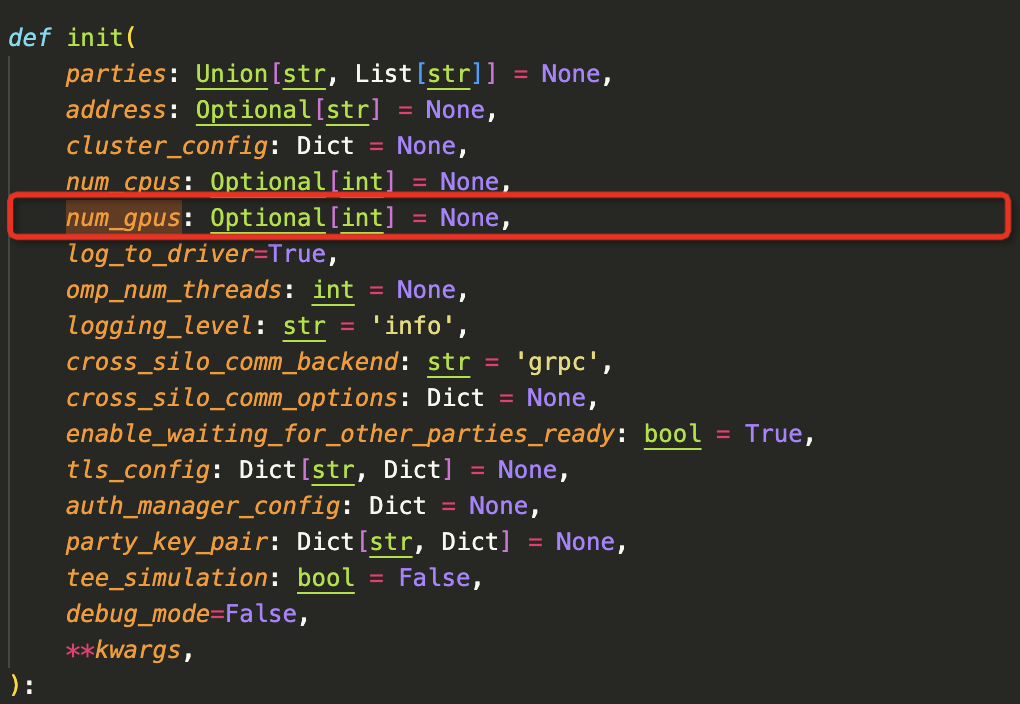 def init(
    parties: Union[str, List[str]] = None,
    address: Optional[str] = None,
    cluster_config: Dict = None,
    num_cpus: Optional[int] = None,
    num_gpus: Optional[int] = None,
    log_to_driver=True,
    omp_num_threads: int = None,
    logging_level: str = 'info',
    cross_silo_comm_backend: str = 'grpc',
    cross_silo_comm_options: Dict = None,
    enable_waiting_for_other_parties_ready: bool = True,
    tls_config: Dict[str, Dict] = None,
    auth_manager_config: Dict = None,
    party_key_pair: Dict[str, Dict] = None,
    tee_simulation: bool = False,
    debug_mode=False,
    **kwargs,
):